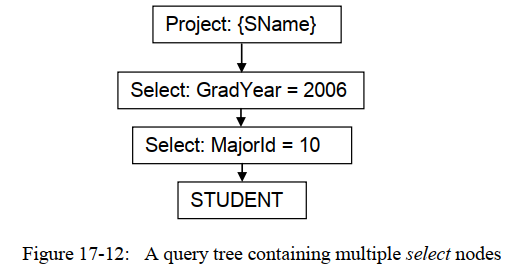 Project: {SName}
Select: GradYear = 2006
Select: MajorId = 10
STUDENT
Figure 17-12: A query tree containing multiple select nodes